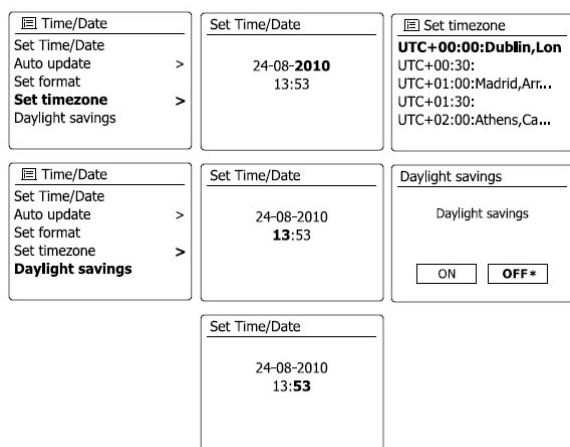 Time/Date
Set Time/Date
Auto update >
Set format
Set timezone >
Daylight savings
Set Time/Date
24-08-2010
13:53
Set timezone
UTC+00:00:Dublin,Lon
UTC+00:30:
UTC+01:00:Madrid,Arr...
UTC+01:30:
UTC+02:00:Athens,Ca...
Time/Date
Set Time/Date
Auto update >
Set format
Set timezone >
Daylight savings
Set Time/Date
24-08-2010
13:53
Daylight savings
Daylight savings
ON OFF*
Set Time/Date
24-08-2010
13:53